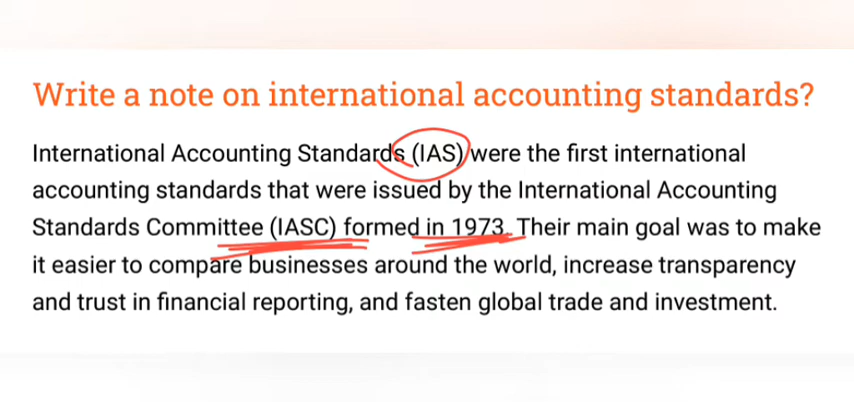 Write a note on international accounting standards?
International Accounting Standards (IAS) were the first international
accounting standards that were issued by the International Accounting
Standards Committee (IASC) formed in 1973. Their main goal was to make
it easier to compare businesses around the world, increase transparency
and trust in financial reporting, and fasten global trade and investment.